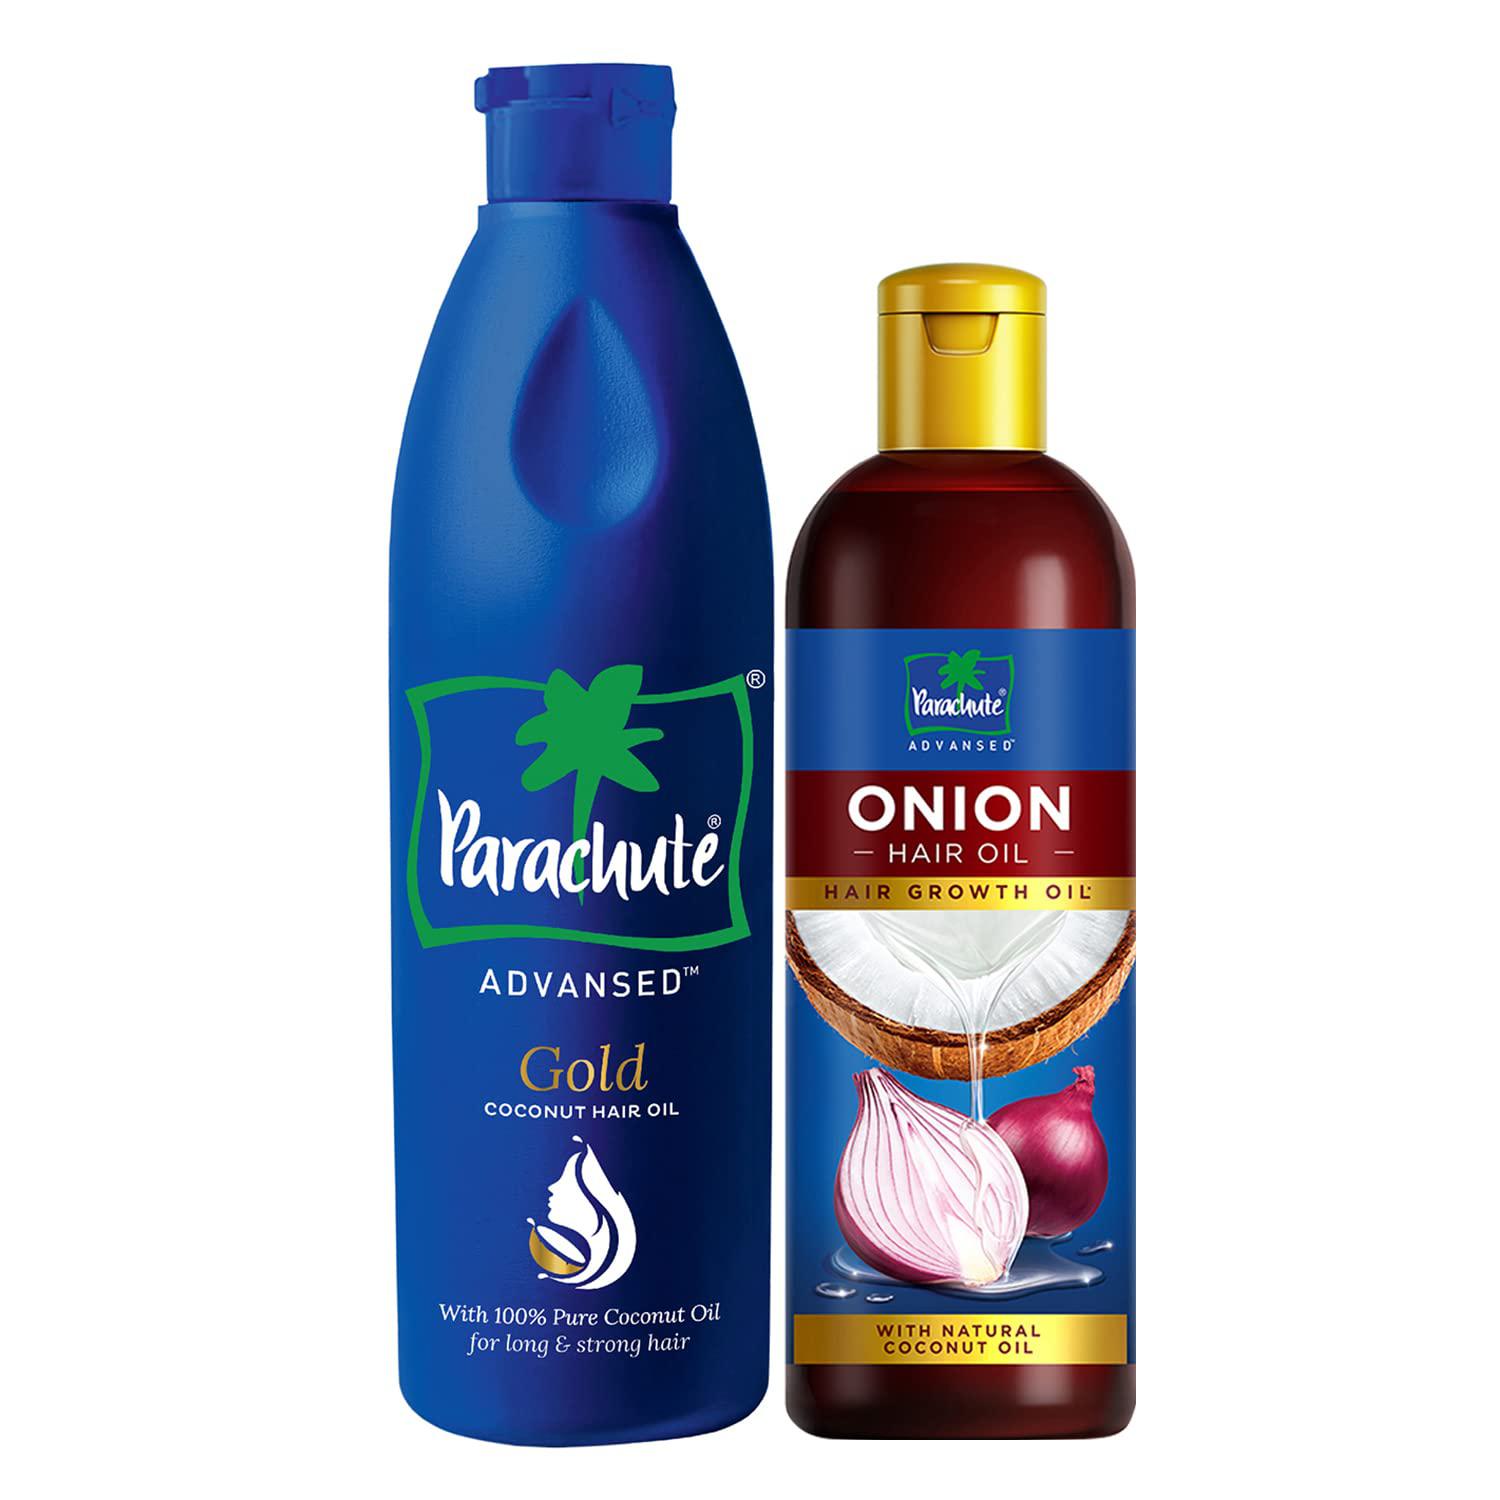 Parachute®
®
ADVANSED™
Gold
COCONUT HAIR OIL
With 100% Pure Coconut Oil
for long & strong hair
Parachute®
ADVANSED™
ONION
HAIR OIL
HAIR GROWTH OIL*
WITH NATURAL
COCONUT OIL